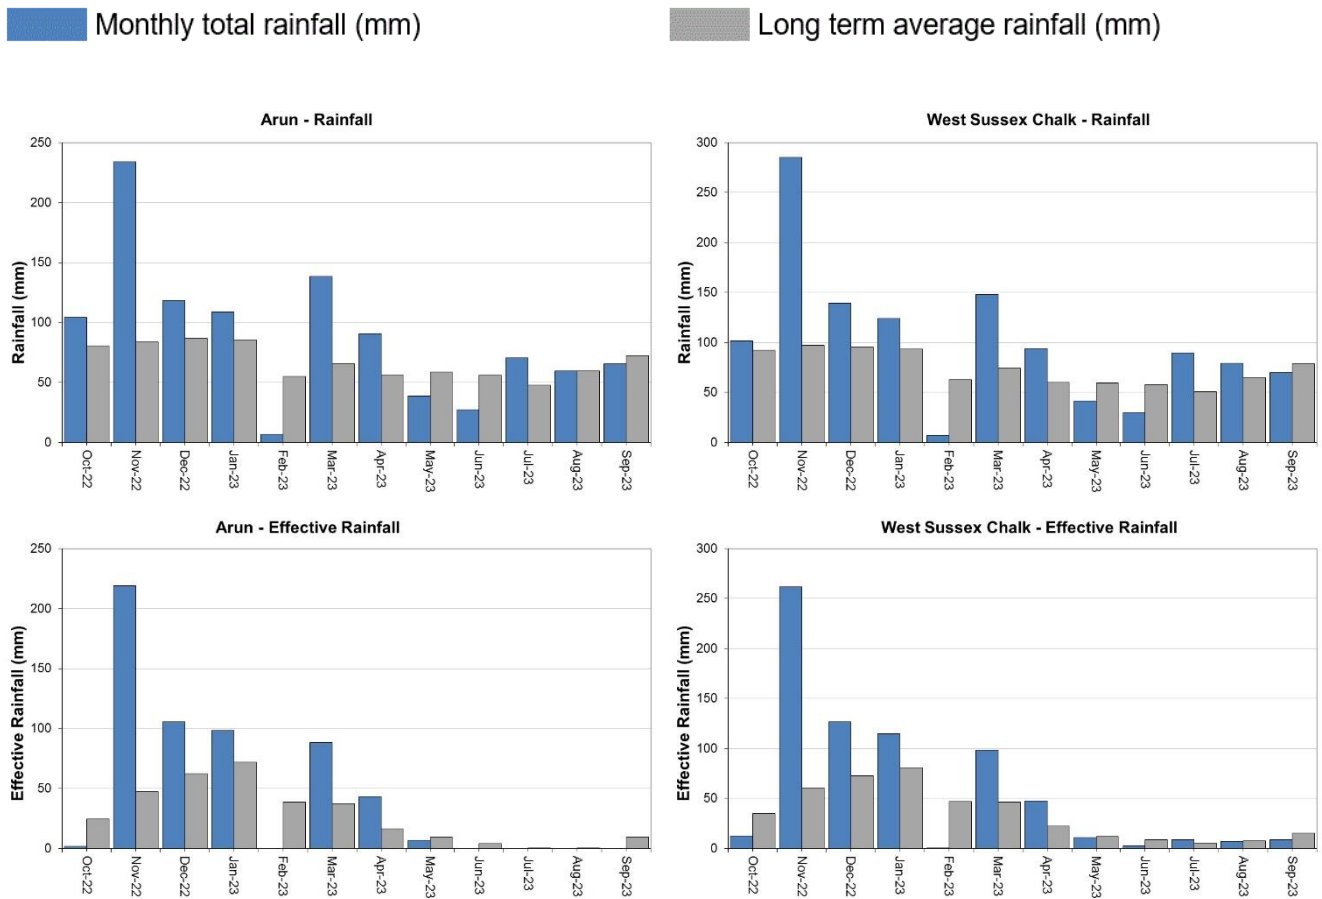 Monthly total rainfall (mm)
Long term average rainfall (mm)
Arun - Rainfall
Rainfall (mm)
250
200
150
100
50
0
Oct-22
Nov-22
Dec-22
Jan-23
Feb-23
Mar-23
Apr-23
May-23
Jun-23
Jul-23
Aug-23
Sep-23
West Sussex Chalk - Rainfall
Rainfall (mm)
300
250
200
150
100
50
0
Oct-22
Nov-22
Dec-22
Jan-23
Feb-23
Mar-23
Apr-23
May-23
Jun-23
Jul-23
Aug-23
Sep-23
Arun - Effective Rainfall
Effective Rainfall (mm)
250
200
150
100
50
0
Oct-22
Nov-22
Dec-22
Jan-23
Feb-23
Mar-23
Apr-23
May-23
Jun-23
Jul-23
Aug-23
Sep-23
West Sussex Chalk - Effective Rainfall
Effective Rainfall (mm)
300
250
200
150
100
50
0
Oct-22
Nov-22
Dec-22
Jan-23
Feb-23
Mar-23
Apr-23
May-23
Jun-23
Jul-23
Aug-23
Sep-23